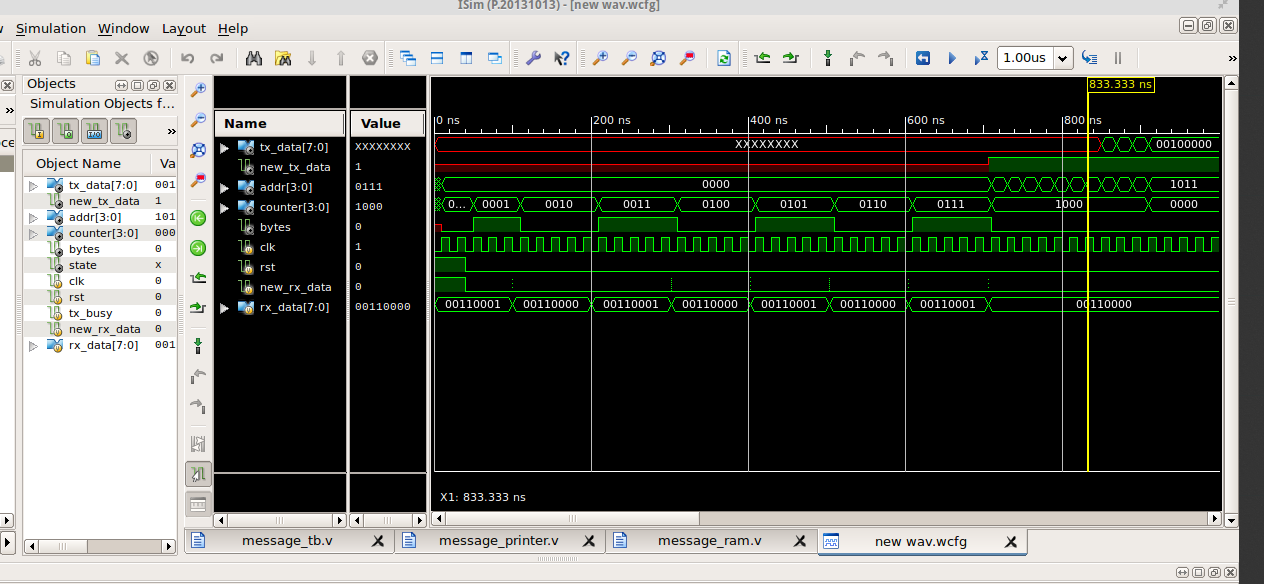 ISim (P.20131013) - [new wav.wcfg]
Simulation Window Layout Help
1.00us
»
Objects
Simulation Objects f...
»
»
Object Name Va
tx_data[7:0] 001
new_tx_data 1
addr[3:0] 101
counter[3:0] 000
bytes 0
state x
clk 0
rst 0
tx_busy 0
new_rx_data 0
rx_data[7:0] 001
Name Value
tx_data[7:0] XXXXXXXX
new_tx_data 1
addr[3:0] 0111
counter[3:0] 1000
bytes 0
clk 1
rst 0
new_rx_data 0
rx_data[7:0] 00110000
833.333 ns
0 ns 200 ns 400 ns 600 ns 800 ns
XXXXXXXX 00100000
0000 1011
0... 0001 0010 0011 0100 0101 0110 0111 1000 0000
00110001 00110000 00110001 00110000 00110001 00110000 00110001 00110000
X1: 833.333 ns
message_tb.v message_printer.v message_ram.v new wav.wcfg